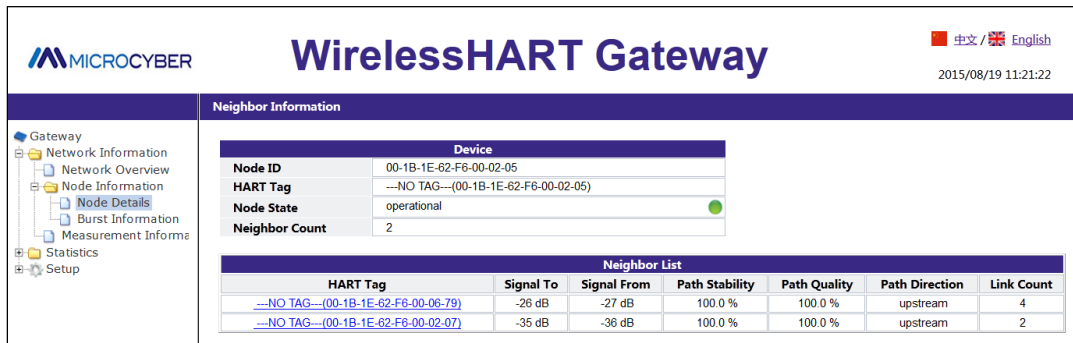 MICROCYBER
WirelessHART Gateway
中文 / English
2015/08/19 11:21:22
Neighbor Information
Gateway
Network Information
Network Overview
Node Information
Node Details
Burst Information
Measurement Informa
Statistics
Setup
Device
Node ID 00-1B-1E-62-F6-00-02-05
HART Tag ---NO TAG---(00-1B-1E-62-F6-00-02-05)
Node State operational
Neighbor Count 2
Neighbor List
HART Tag Signal To Signal From Path Stability Path Quality Path Direction Link Count
---NO TAG---(00-1B-1E-62-F6-00-06-79) -26 dB -27 dB 100.0 % 100.0 % upstream 4
---NO TAG---(00-1B-1E-62-F6-00-02-07) -35 dB -36 dB 100.0 % 100.0 % upstream 2